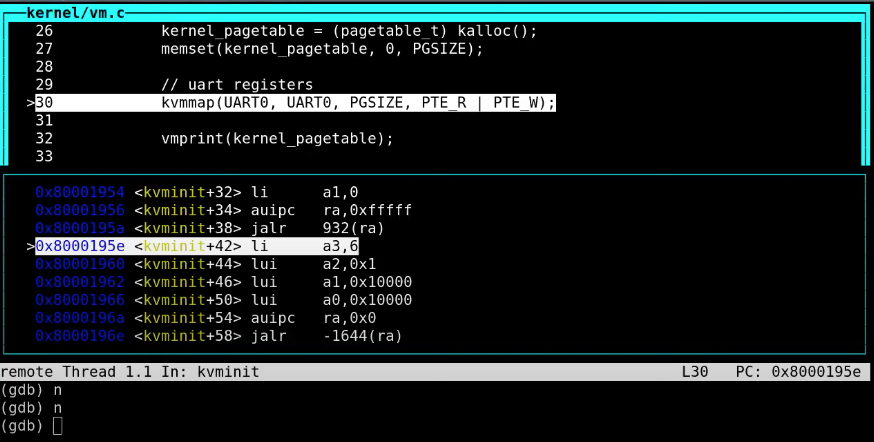 kernel/vm.c
26 kernel_pagetable = (pagetable_t) kalloc();
27 memset(kernel_pagetable, 0, PGSIZE);
28
29 // uart registers
>30 kvmmap(UART0, UART0, PGSIZE, PTE_R | PTE_W);
31
32 vmprint(kernel_pagetable);
33
0x80001954 <kvminit+32> li a1,0
0x80001956 <kvminit+34> auipc ra,0xfffff
0x8000195a <kvminit+38> jalr 932(ra)
>0x8000195e <kvminit+42> li a3,6
0x80001960 <kvminit+44> lui a2,0x1
0x80001962 <kvminit+46> lui a1,0x10000
0x80001966 <kvminit+50> lui a0,0x10000
0x8000196a <kvminit+54> auipc ra,0x0
0x8000196e <kvminit+58> jalr -1644(ra)
remote Thread 1.1 In: kvminit L30 PC: 0x8000195e
(gdb) n
(gdb) n
(gdb)